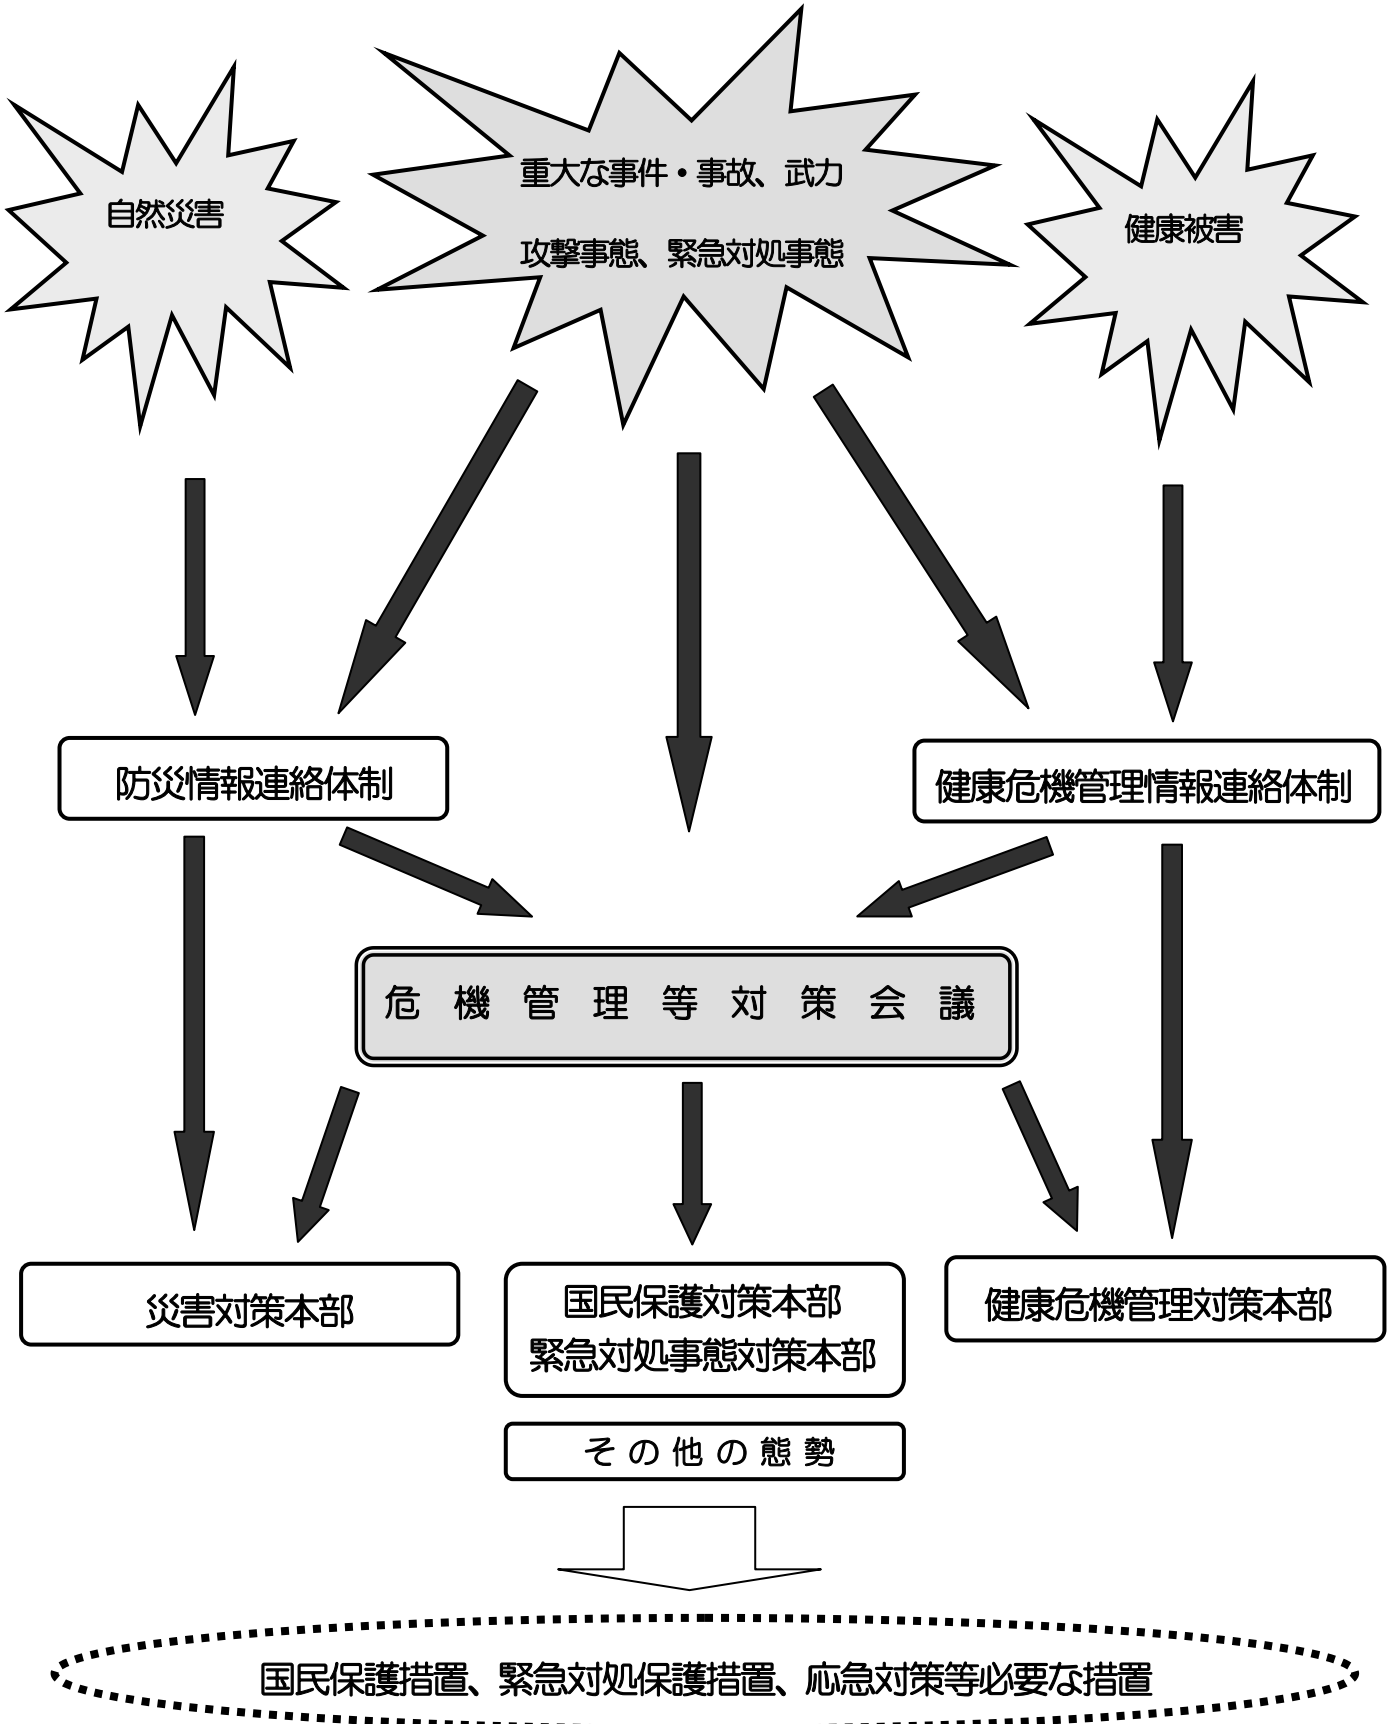 自然災害
重大な事件・事故、武力
攻撃事態、緊急対処事態
健康被害
防災情報連絡体制
健康危機管理情報連絡体制
危機管理等対策会議
災害対策本部
国民保護対策本部
緊急対処事態対策本部
健康危機管理対策本部
その他の態勢
国民保護措置、緊急対処保護措置、応急対策等必要な措置